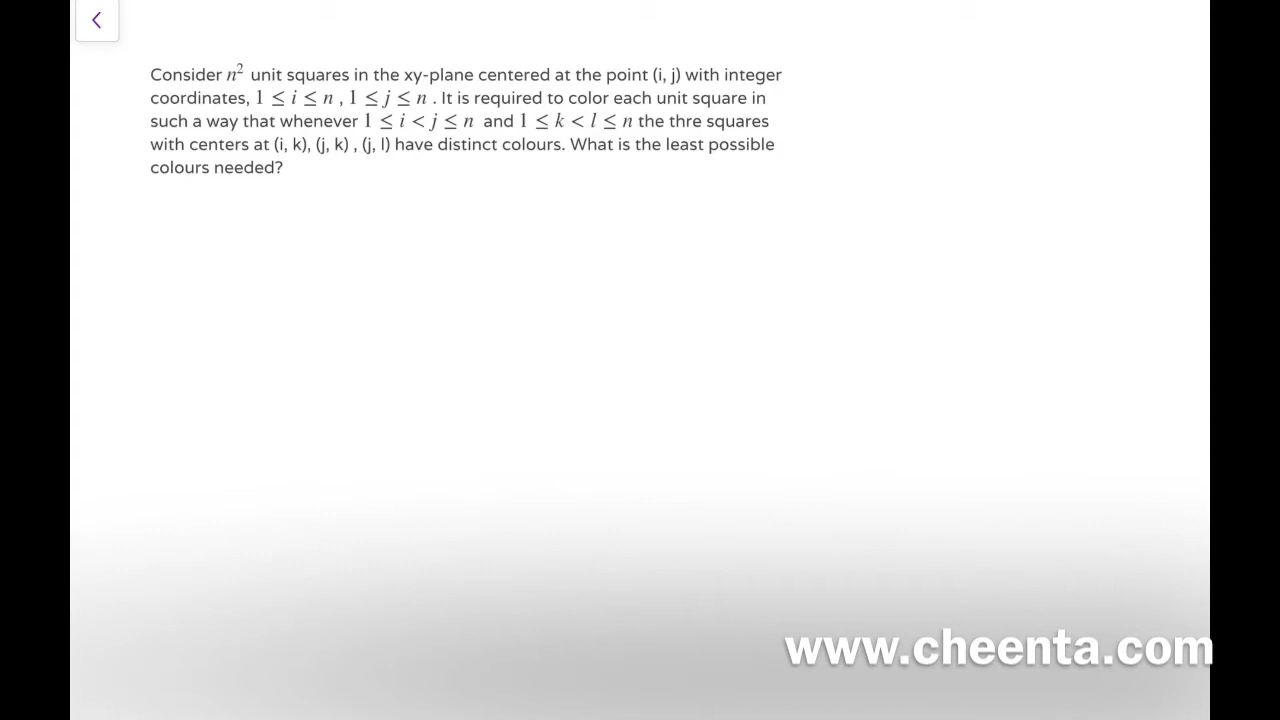 Consider n² unit squares in the xy-plane centered at the point (i, j) with integer
coordinates, 1 ≤ i ≤ n , 1 ≤ j ≤ n . It is required to color each unit square in
such a way that whenever 1 ≤ i < j ≤ n and 1 ≤ k < l ≤ n the thre squares
with centers at (i, k), (j, k) , (j, l) have distinct colours. What is the least possible
colours needed?
www.cheenta.com